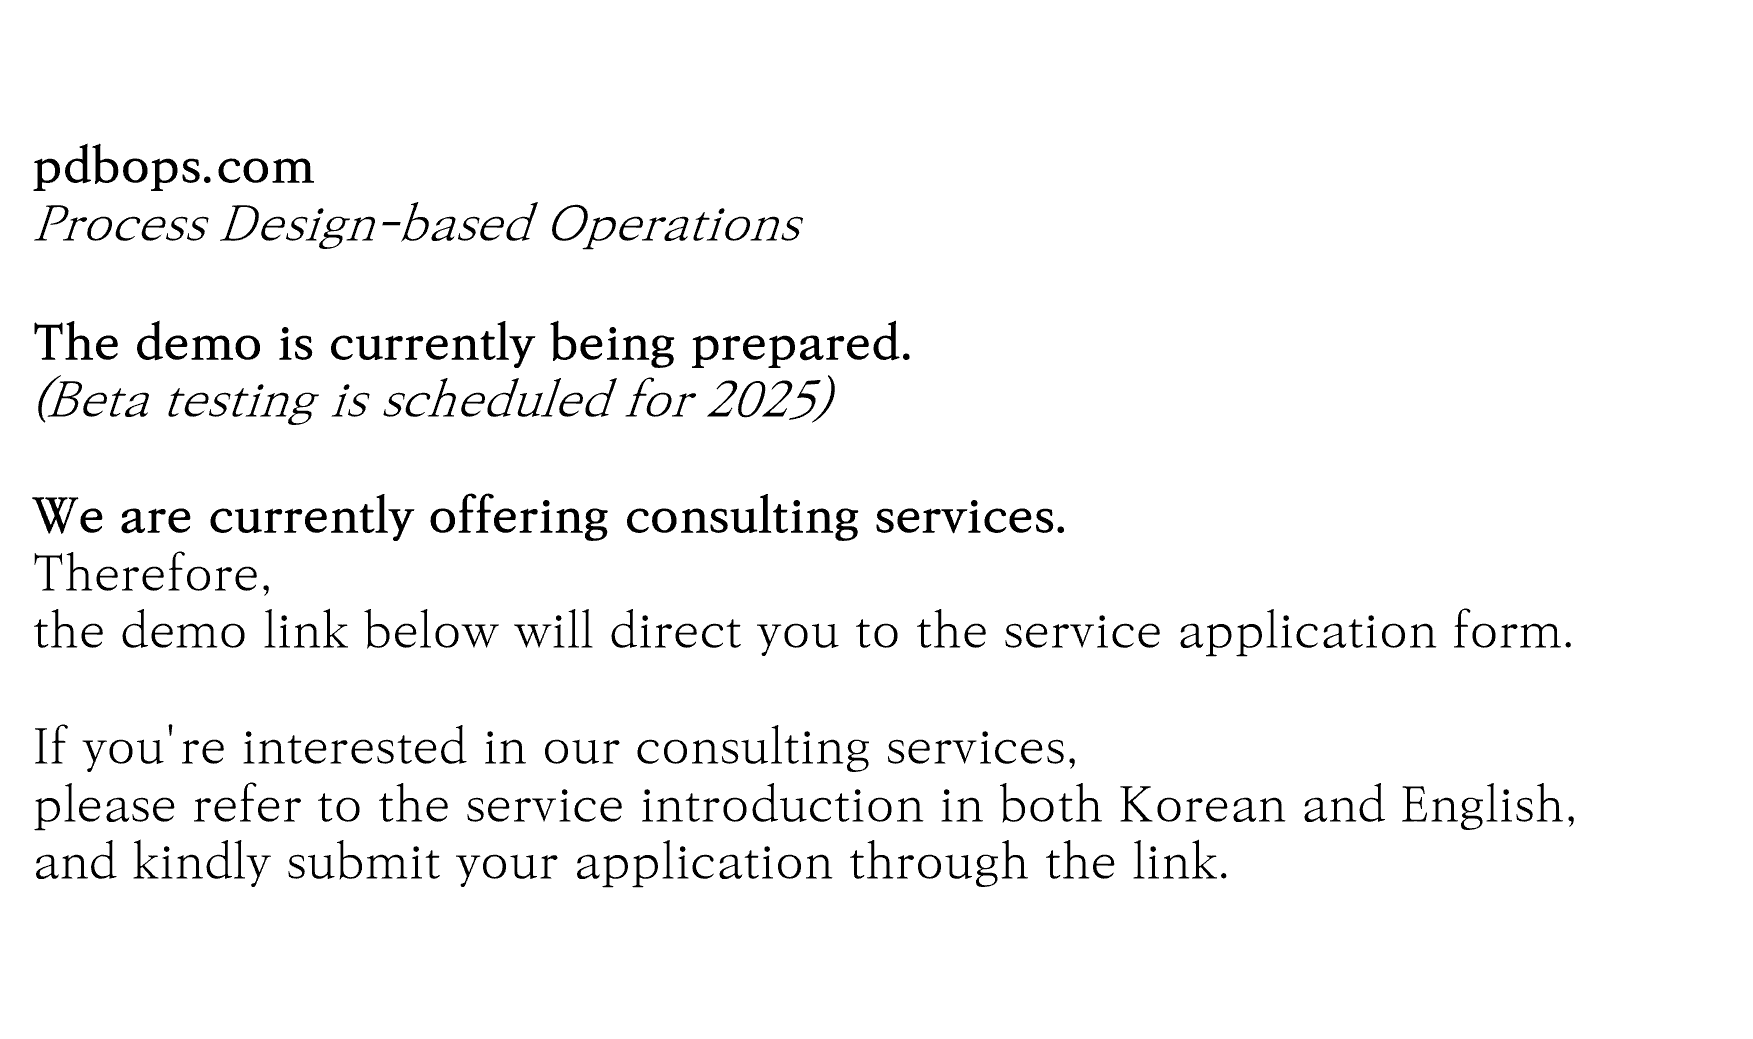 pdbops.com
Process Design-based Operations
The demo is currently being prepared.
(Beta testing is scheduled for 2025)
We are currently offering consulting services.
Therefore,
the demo link below will direct you to the service application form.
If you're interested in our consulting services,
please refer to the service introduction in both Korean and English,
and kindly submit your application through the link.